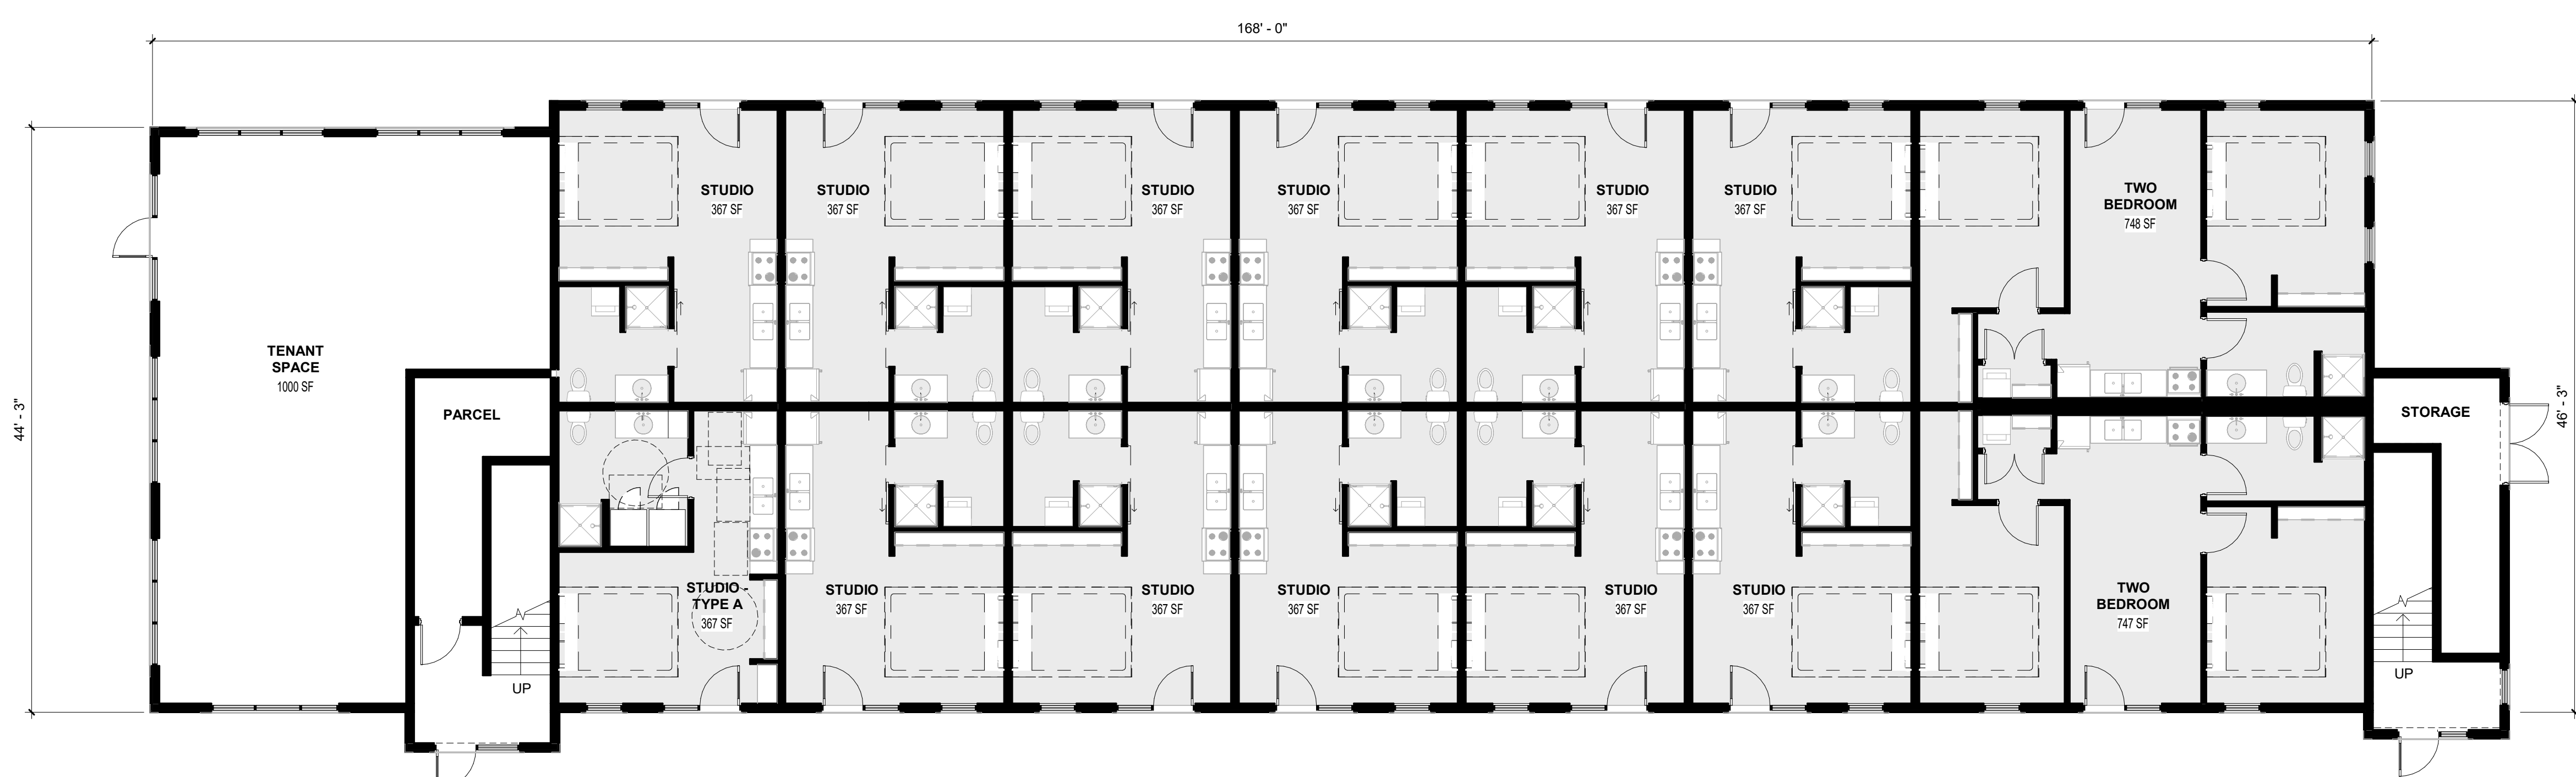 168' - 0"
STUDIO
367 SF
STUDIO
367 SF
STUDIO
367 SF
STUDIO
367 SF
STUDIO
367 SF
STUDIO
367 SF
TWO
BEDROOM
748 SF
TENANT
SPACE
1000 SF
PARCEL
STORAGE
44' - 3"
46' - 3"
STUDIO -
TYPE A
367 SF
STUDIO
367 SF
STUDIO
367 SF
STUDIO
367 SF
STUDIO
367 SF
STUDIO
367 SF
TWO
BEDROOM
747 SF
UP
UP